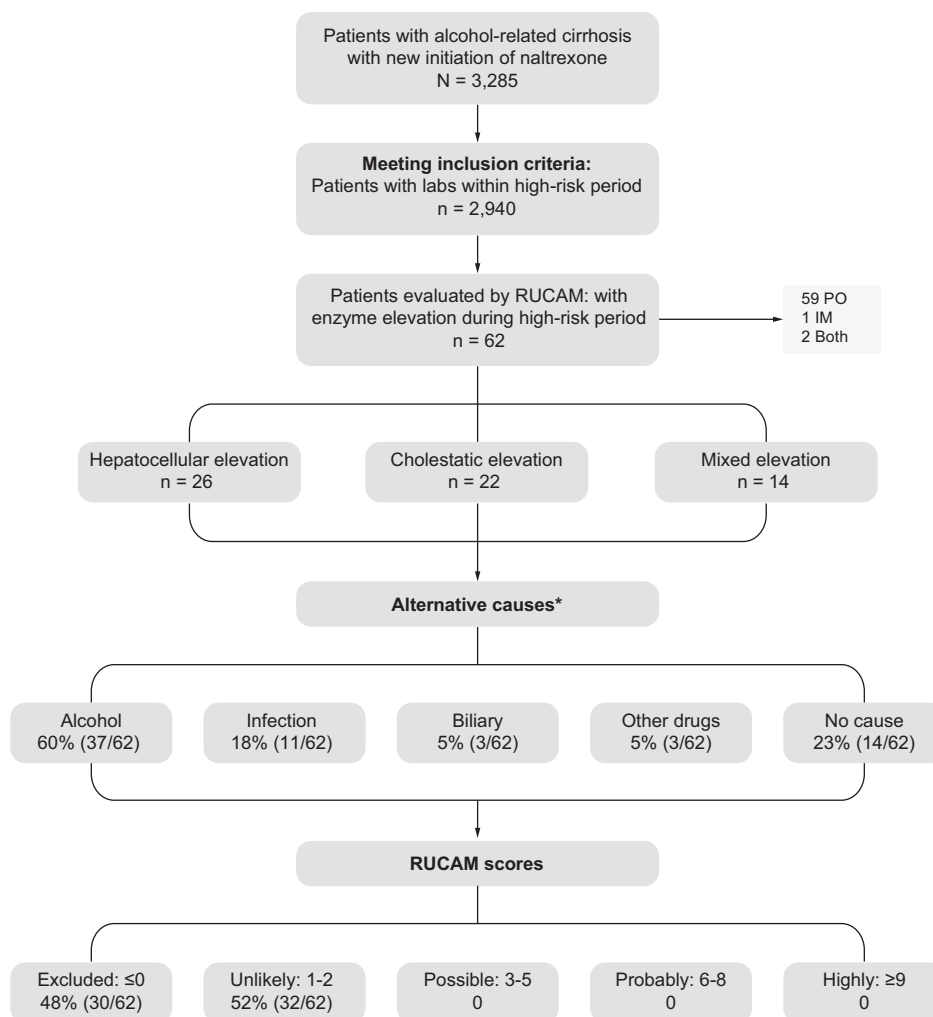 Patients with alcohol-related cirrhosis
with new initiation of naltrexone
N = 3,285
Meeting inclusion criteria:
Patients with labs within high-risk period
n = 2,940
Patients evaluated by RUCAM: with
enzyme elevation during high-risk period
n = 62
59 PO
1 IM
2 Both
Hepatocellular elevation
n = 26
Cholestatic elevation
n = 22
Mixed elevation
n = 14
Alternative causes*
Alcohol
60% (37/62)
Infection
18% (11/62)
Biliary
5% (3/62)
Other drugs
5% (3/62)
No cause
23% (14/62)
RUCAM scores
Excluded: ≤0
48% (30/62)
Unlikely: 1-2
52% (32/62)
Possible: 3-5
0
Probably: 6-8
0
Highly: ≥9
0